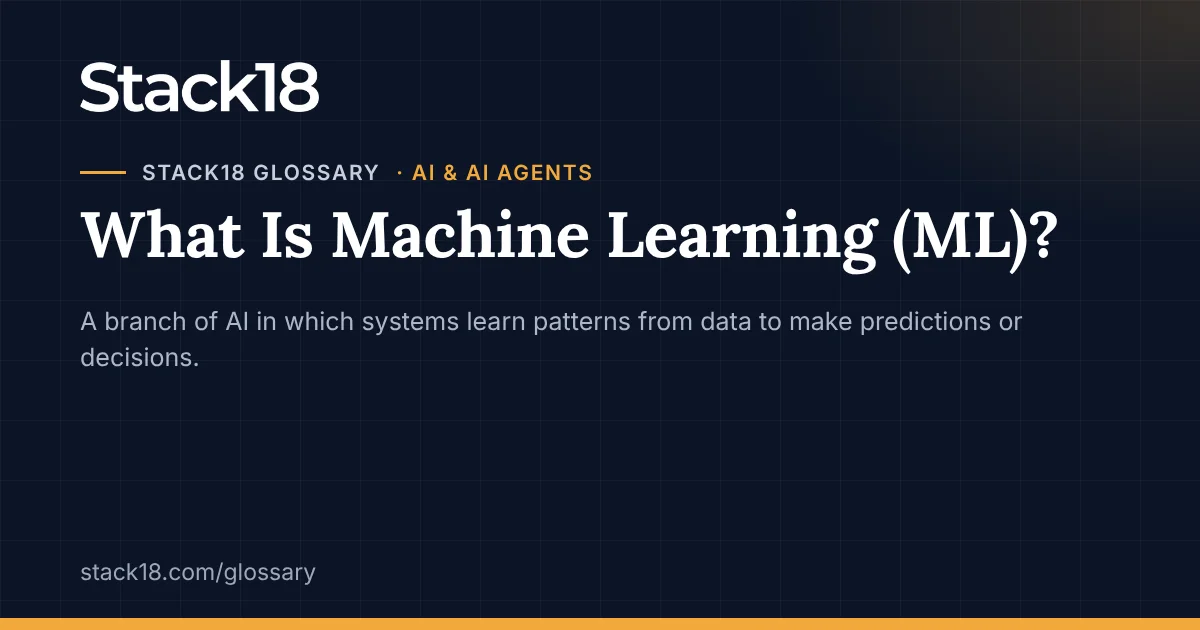 Stack18
STACK18 GLOSSARY · AI & AI AGENTS
What Is Machine Learning (ML)?
A branch of AI in which systems learn patterns from data to make predictions or
decisions.
stack18.com/glossary